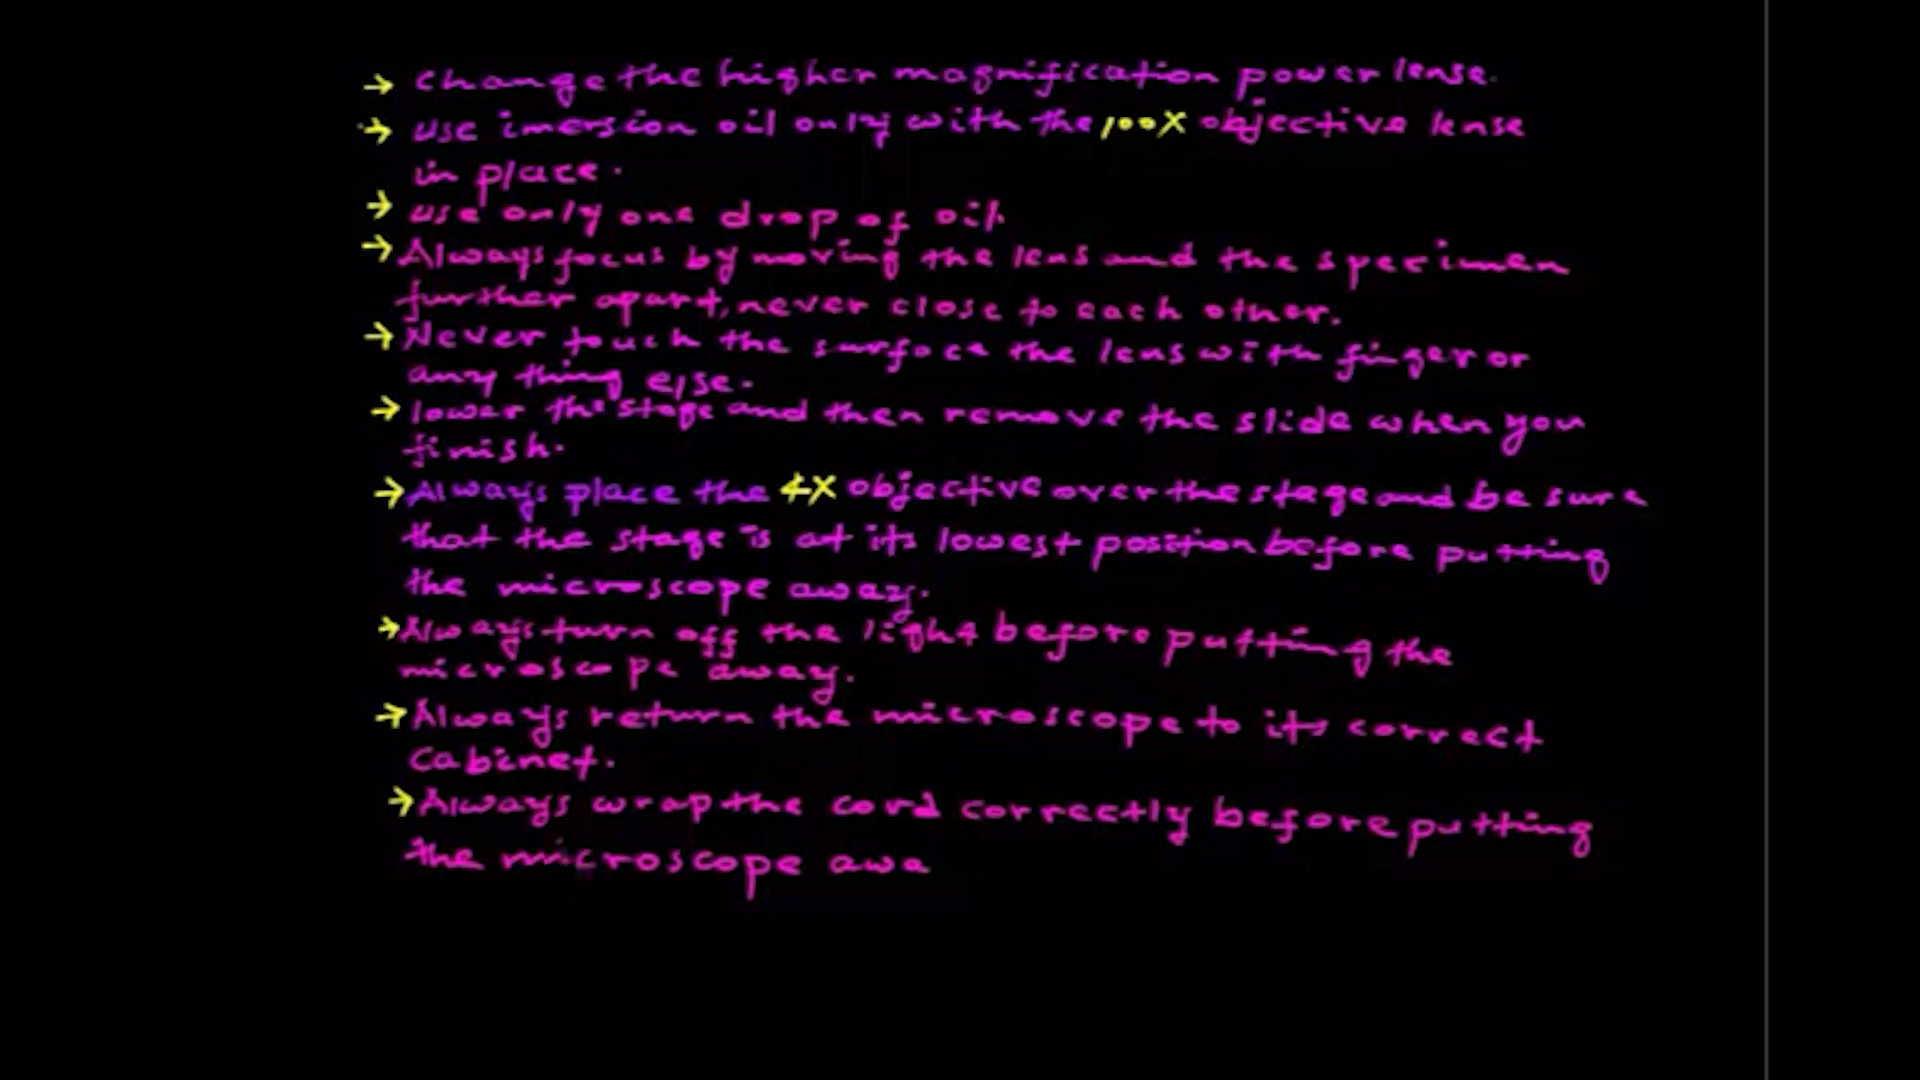 → Change the higher magnification power lense.
→ Use imersion oil only with the 100X objective lense
in place.
→ Use only one drop of oil.
→ Always focus by moving the lens and the specimen
further apart, never close to each other.
→ Never touch the surface the lens with finger or
any thing else.
→ lower the stage and then remove the slide when you
finish.
→ Always place the 4X objective over the stage and be sure
that the stage is at its lowest position before putting
the microscope away.
→ Always turn off the light before putting the
microscope away.
→ Always return the microscope to its correct
Cabinet.
→ Always wrap the cord correctly before putting
the microscope awa